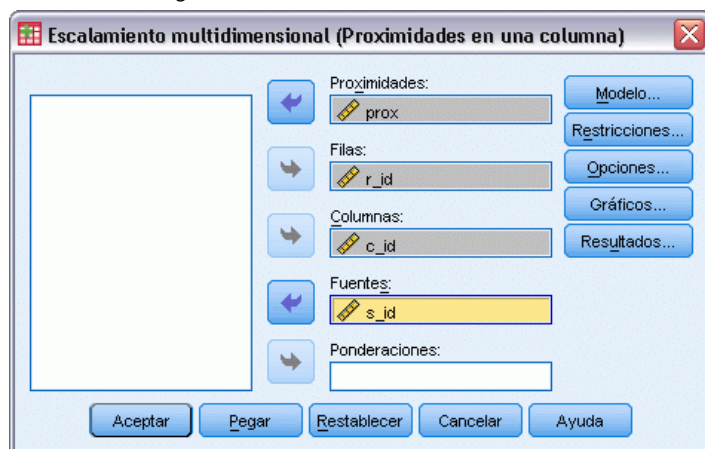 Escalamiento multidimensional (Proximidades en una columna)
Proximidades:
prox
Filas:
r_id
Columnas:
c_id
Fuentes:
s_id
Ponderaciones:
Modelo...
Restricciones...
Opciones...
Gráficos...
Resultados...
Aceptar Pegar Restablecer Cancelar Ayuda